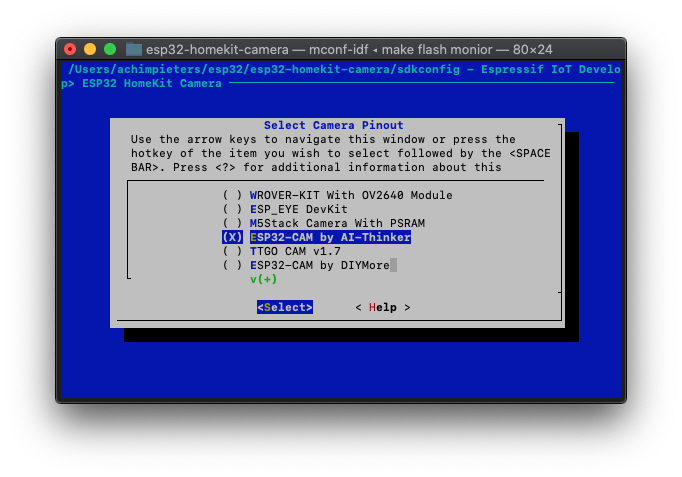 esp32-homekit-camera — mconf-idf ◂ make flash monior — 80×24
/Users/achimpieters/esp32/esp32-homekit-camera/sdkconfig - Espressif IoT Develo
p> ESP32 HomeKit Camera
Select Camera Pinout
Use the arrow keys to navigate this window or press the
hotkey of the item you wish to select followed by the <SPACE
BAR>. Press <?> for additional information about this
( ) WROVER-KIT With OV2640 Module
( ) ESP_EYE DevKit
( ) M5Stack Camera With PSRAM
(X) ESP32-CAM by AI-Thinker
( ) TTGO CAM v1.7
( ) ESP32-CAM by DIYMore
v(+)
<Select> < Help >